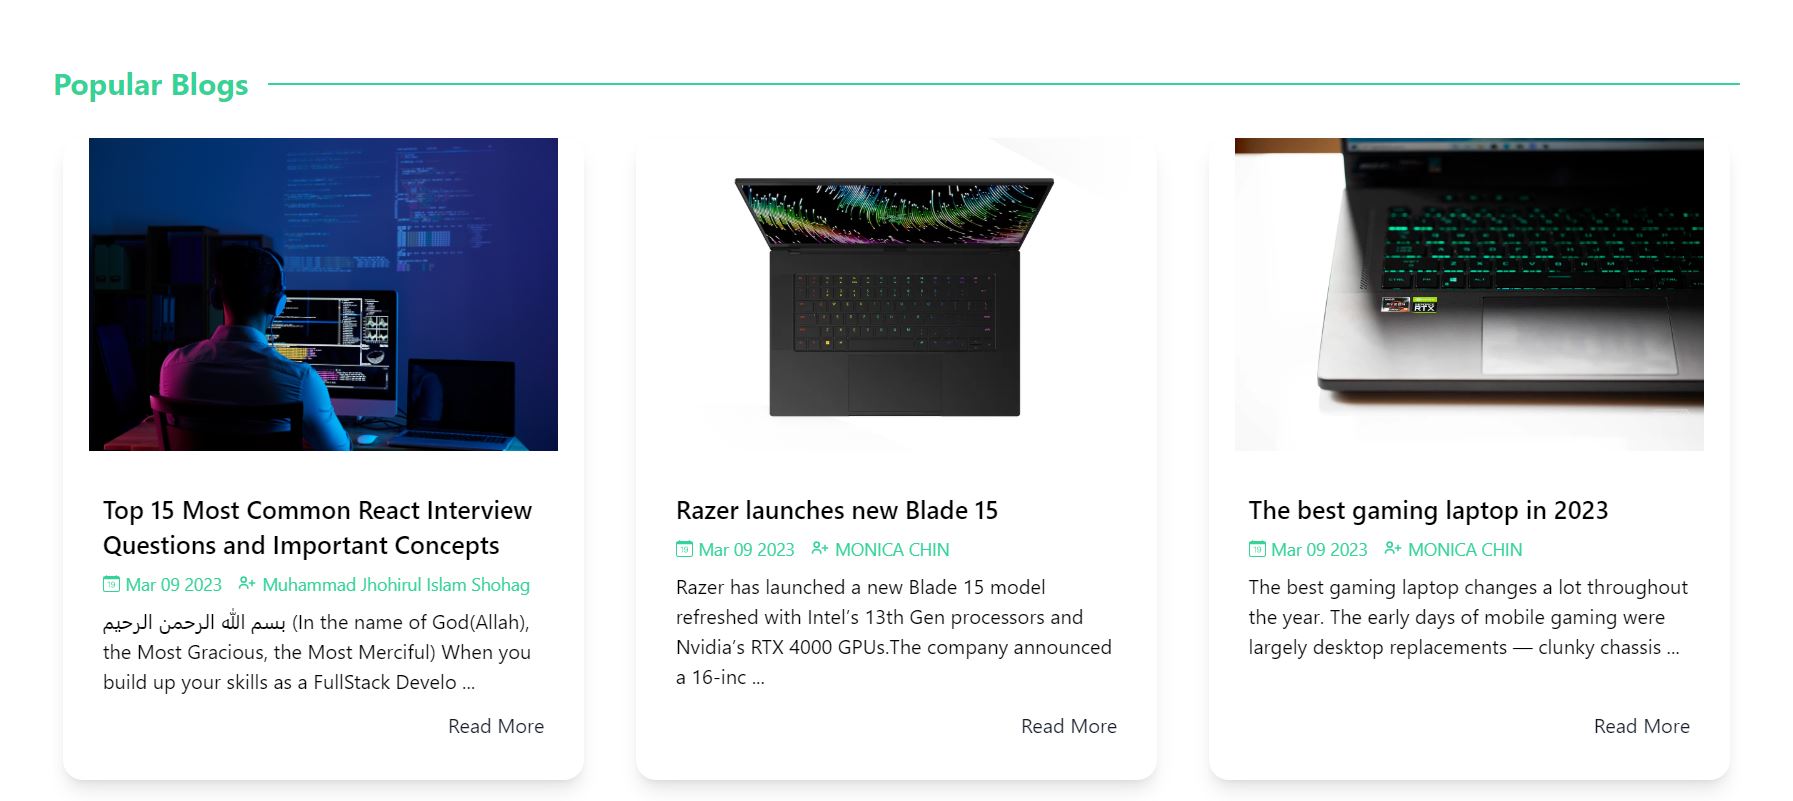 Popular Blogs
Top 15 Most Common React Interview
Questions and Important Concepts
Mar 09 2023 Muhammad Jhohirul Islam Shohag
بسم الله الرحمن الرحيم (In the name of God(Allah),
the Most Gracious, the Most Merciful) When you
build up your skills as a FullStack Develo ...
Read More
Razer launches new Blade 15
Mar 09 2023 MONICA CHIN
Razer has launched a new Blade 15 model
refreshed with Intel’s 13th Gen processors and
Nvidia’s RTX 4000 GPUs.The company announced
a 16-inc ...
Read More
The best gaming laptop in 2023
Mar 09 2023 MONICA CHIN
The best gaming laptop changes a lot throughout
the year. The early days of mobile gaming were
largely desktop replacements — clunky chassis ...
Read More